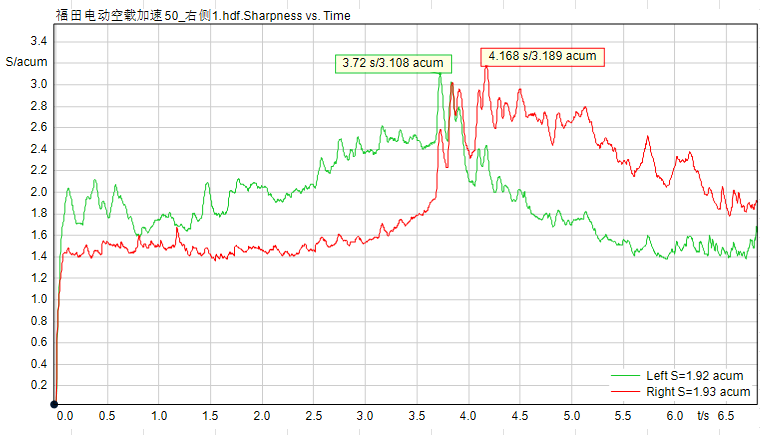 福田电动空载加速50_右侧1.hdf.Sharpness vs. Time
3.4
S/acum
3.72 s/3.108 acum
4.168 s/3.189 acum
3.0
2.8
2.6
2.4
2.2
2.0
1.8
1.6
1.4
1.2
1.0
0.8
0.6
0.4
0.2
Left S=1.92 acum
Right S=1.93 acum
0.0 0.5 1.0 1.5 2.0 2.5 3.0 3.5 4.0 4.5 5.0 5.5 6.0 t/s 6.5